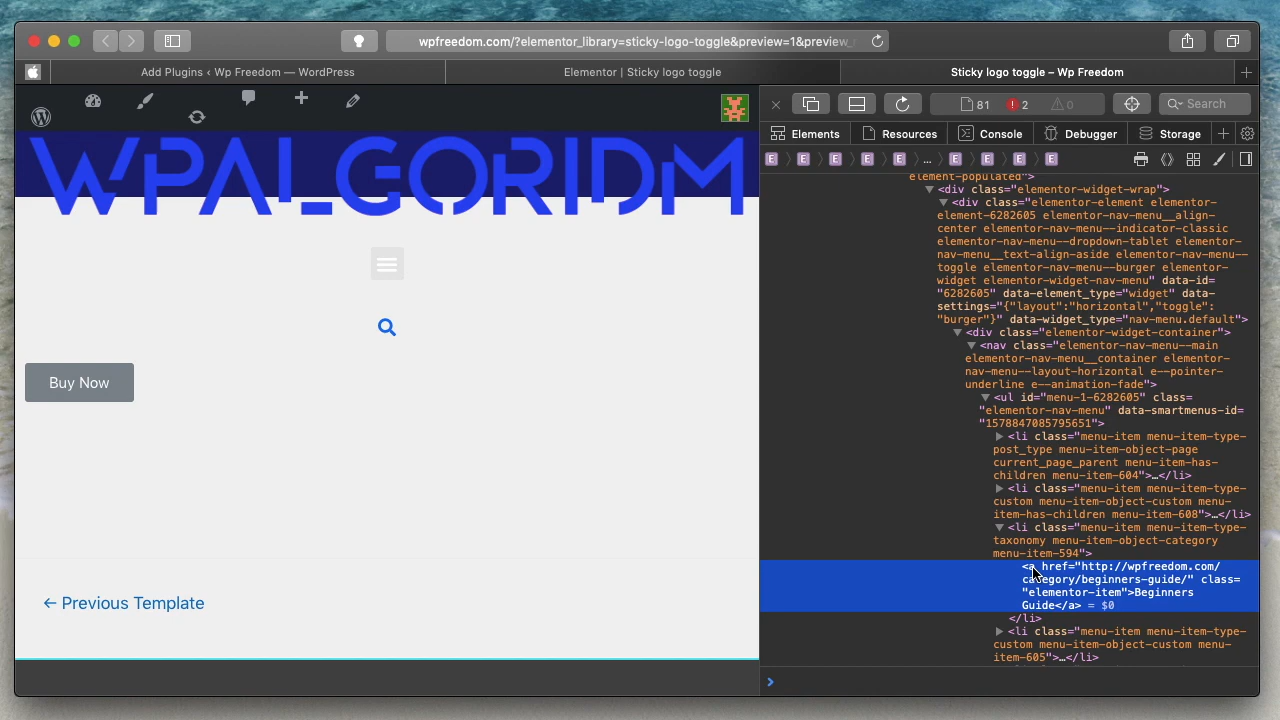 wpfreedom.com/?elementor_library=sticky-logo-toggle&preview=1&preview_
Add Plugins ‹ Wp Freedom — WordPress
Elementor | Sticky logo toggle
Sticky logo toggle – Wp Freedom
81
2
0
Search
Elements
Resources
Console
Debugger
Storage
E E E E E … E E E E
WPALGORIDM
Buy Now
← Previous Template
element-populated">
<div class="elementor-widget-wrap">
<div class="elementor-element elementor-
element-6282605 elementor-nav-menu__align-
center elementor-nav-menu--indicator-classic
elementor-nav-menu--dropdown-tablet elementor-
nav-menu__text-align-aside elementor-nav-menu--
toggle elementor-nav-menu--burger elementor-
widget elementor-widget-nav-menu" data-id=
"6282605" data-element_type="widget" data-
settings="{"layout":"horizontal","toggle":
"burger"}" data-widget_type="nav-menu.default">
<div class="elementor-widget-container">
<nav class="elementor-nav-menu--main
elementor-nav-menu__container elementor-
nav-menu--layout-horizontal e--pointer-
underline e--animation-fade">
<ul id="menu-1-6282605" class=
"elementor-nav-menu" data-smartmenus-id=
"1578847085795651">
<li class="menu-item menu-item-type-
post_type menu-item-object-page
current_page_parent menu-item-has-
children menu-item-604">…</li>
<li class="menu-item menu-item-type-
custom menu-item-object-custom menu-
item-has-children menu-item-608">…</li>
<li class="menu-item menu-item-type-
taxonomy menu-item-object-category
menu-item-594">
<a href="http://wpfreedom.com/
category/beginners-guide/" class=
"elementor-item">Beginners
Guide</a> = $0
</li>
<li class="menu-item menu-item-type-
custom menu-item-object-custom menu-
item-605">…</li>